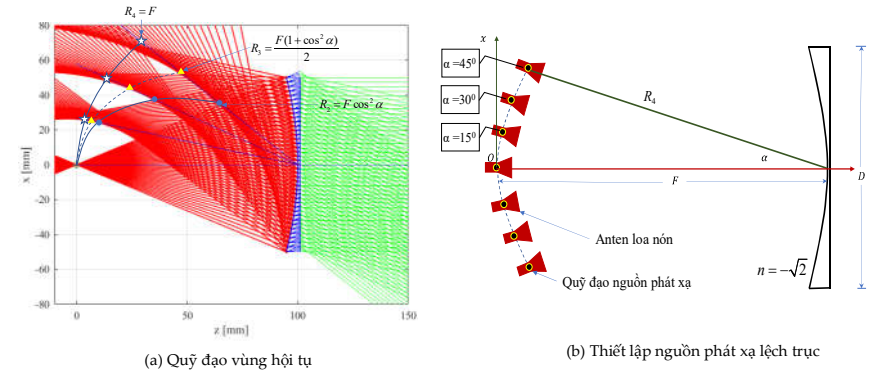 R₄ = F
R₃ = F(1 + cos² α) / 2
R₂ = F cos² α
80
60
40
20
0
-20
-40
-60
-80
x [mm]
0
50
100
150
z [mm]
(a) Quỹ đạo vùng hội tụ
x
α =45⁰
α =30⁰
α =15⁰
O
R₄
α
F
D
Anten loa nón
Quỹ đạo nguồn phát xạ
n = −√2
(b) Thiết lập nguồn phát xạ lệch trục